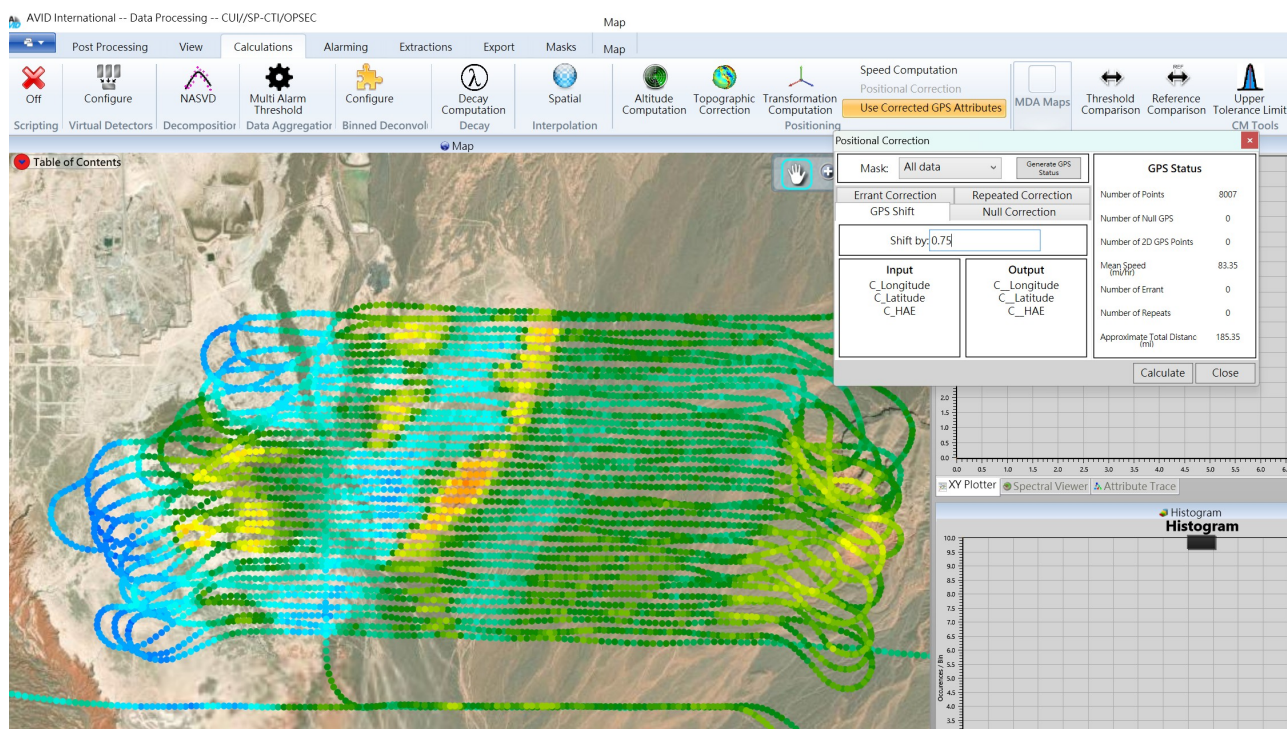 AVID International -- Data Processing -- CUI//SP-CTI/OPSEC
Map
Post Processing View Calculations Alarming Extractions Export Masks Map
Off
Configure
NASVD
Multi Alarm
Threshold
Configure
Decay
Computation
Spatial
Altitude
Computation
Topographic
Correction
Transformation
Computation
Speed Computation
Positional Correction
Use Corrected GPS Attributes
MDA Maps
Threshold
Comparison
REF
Reference
Comparison
Upper
Tolerance Limit
Scripting Virtual Detectors Decomposition Data Aggregation Binned Deconvol Decay Interpolation Positioning CM Tools
Map
Table of Contents
Positional Correction
Mask: All data
Generate GPS
Status
Errant Correction Repeated Correction
GPS Shift Null Correction
Shift by: 0.75
Input
C_Longitude
C_Latitude
C_HAE
Output
C__Longitude
C__Latitude
C__HAE
GPS Status
Number of Points 8007
Number of Null GPS 0
Number of 2D GPS Points 0
Mean Speed 83.35
(mi/hr)
Number of Errant 0
Number of Repeats 0
Approximate Total Distanc 185.35
(mi)
Calculate Close
2.0
1.5
1.0
0.5
0.0
0.0 0.5 1.0 1.5 2.0 2.5 3.0 3.5 4.0 4.5 5.0 5.5 6.0 6.
XY Plotter Spectral Viewer Attribute Trace
Histogram
Histogram
10.0
9.5
9.0
8.5
8.0
7.5
7.0
6.5
6.0
5.5
5.0
4.5
4.0
3.5
Occurences / Bin